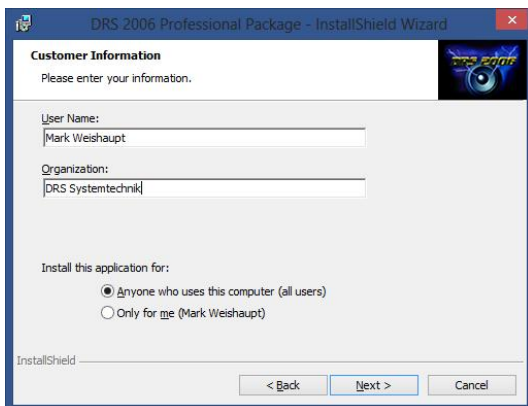 DRS 2006 Professional Package - InstallShield Wizard
Customer Information
Please enter your information.
DRS 2006
User Name:
Mark Weishaupt
Organization:
DRS Systemtechnik
Install this application for:
Anyone who uses this computer (all users)
Only for me (Mark Weishaupt)
InstallShield
< Back
Next >
Cancel